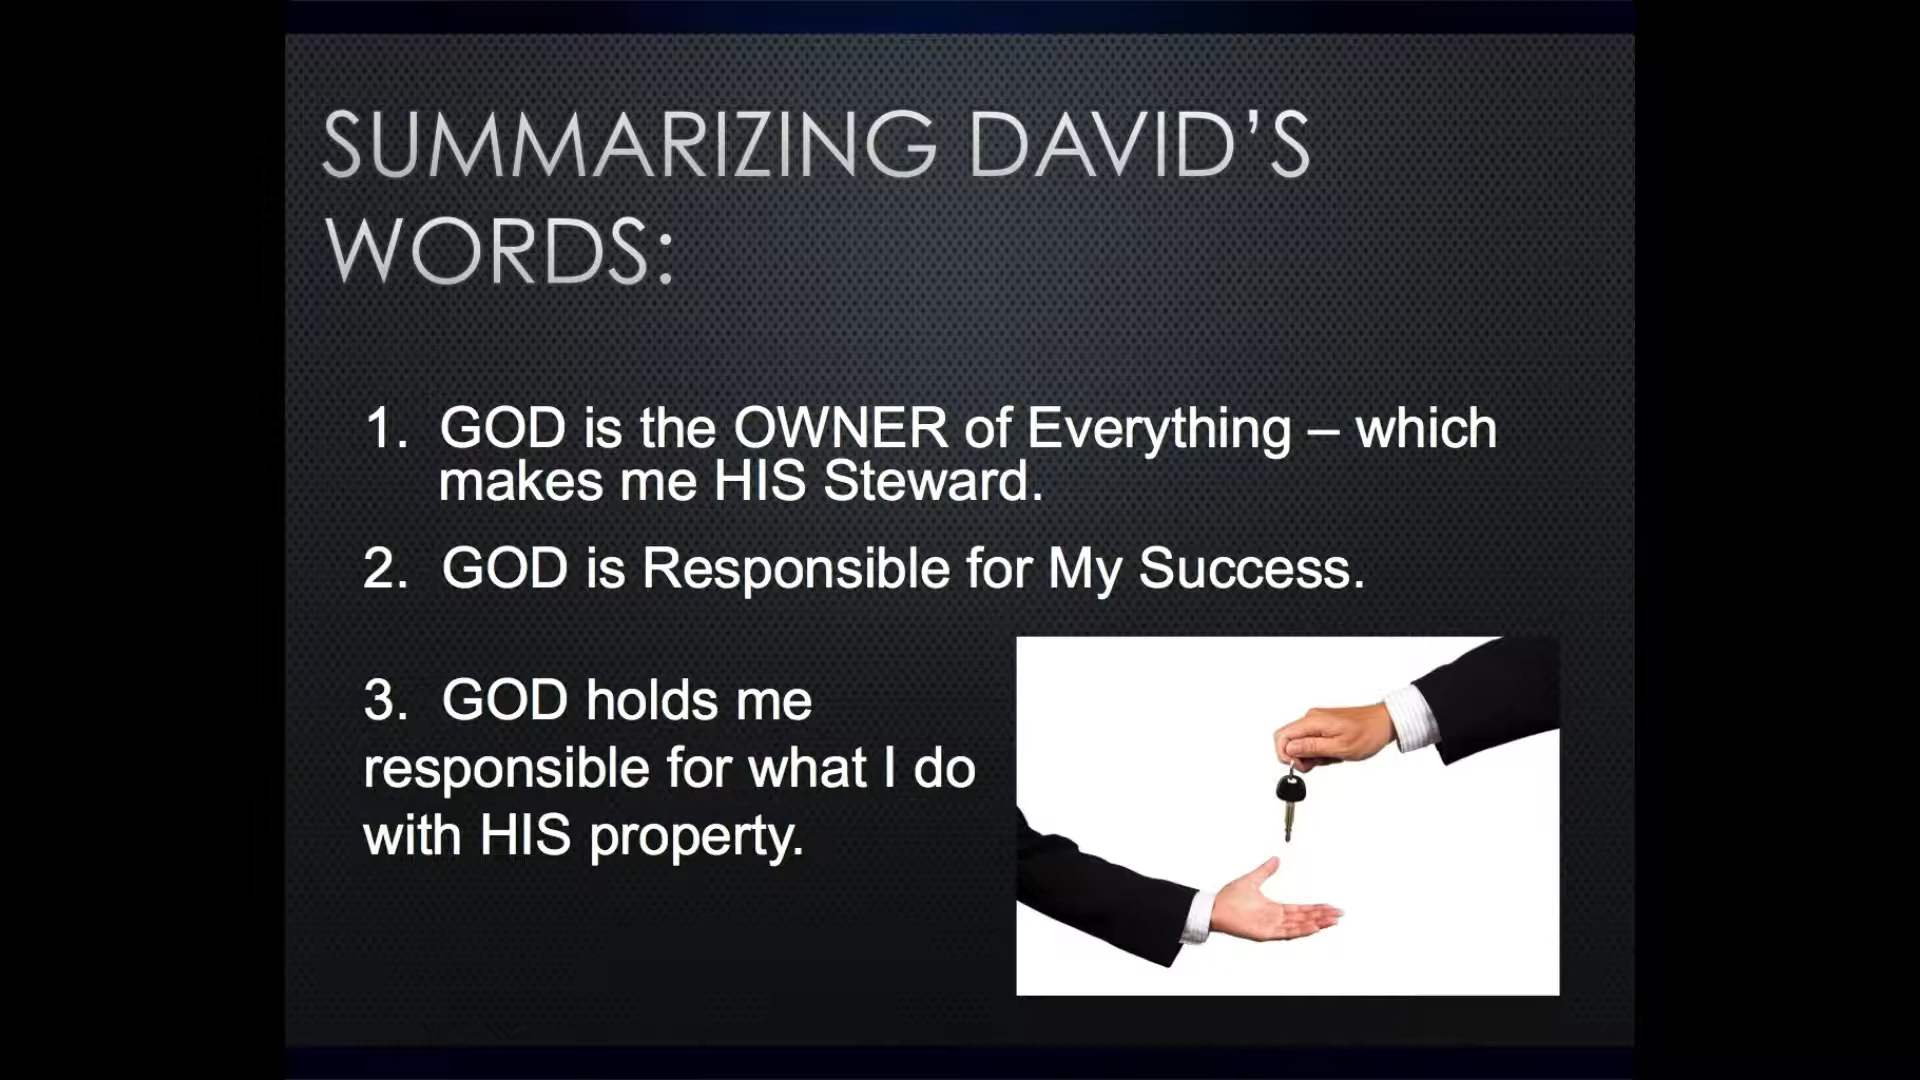 SUMMARIZING DAVID’S
WORDS:
1. GOD is the OWNER of Everything – which
makes me HIS Steward.
2. GOD is Responsible for My Success.
3. GOD holds me
responsible for what I do
with HIS property.